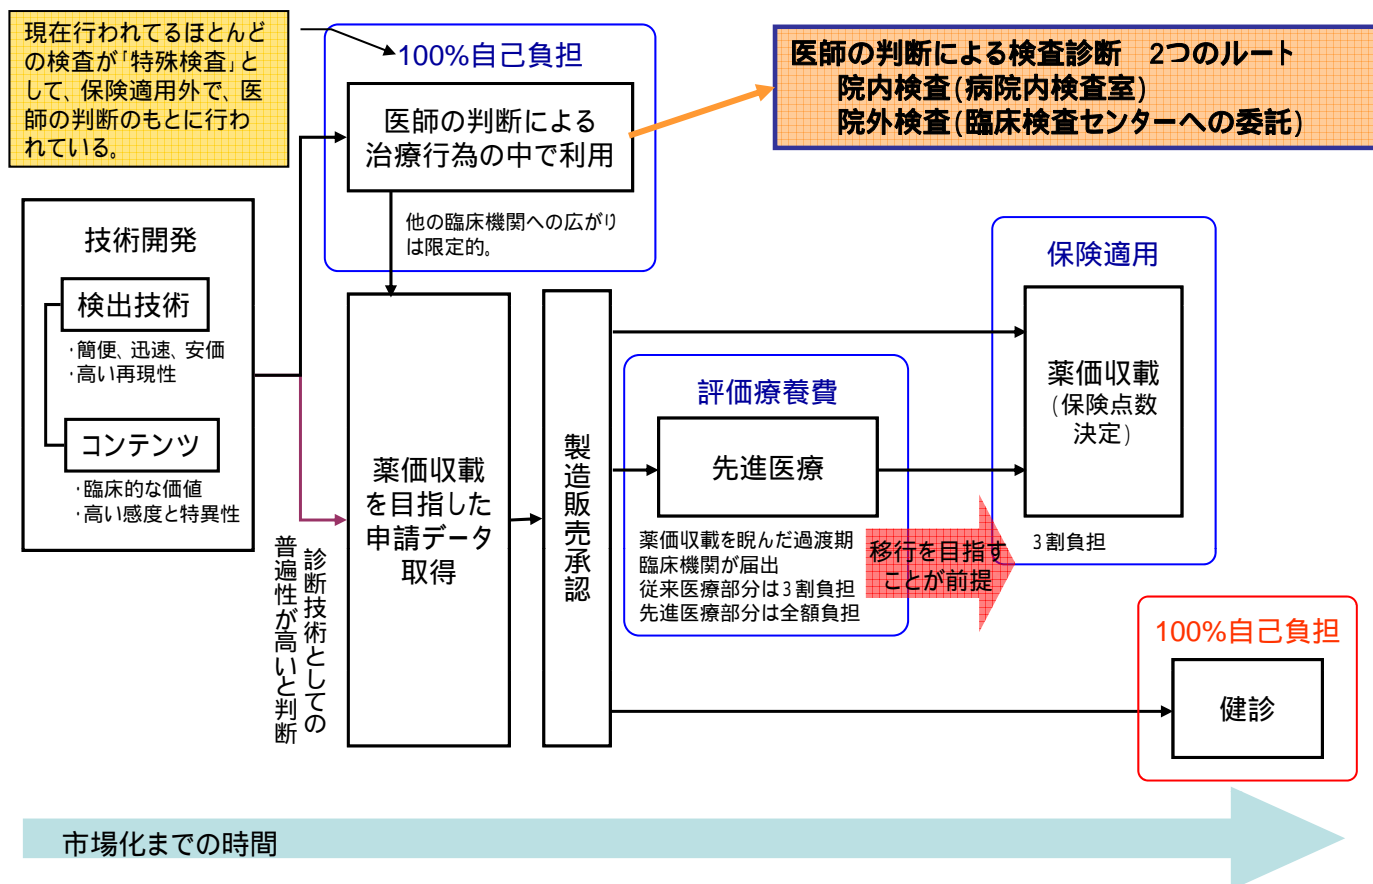 現在行われてるほとんど
の検査が「特殊検査」と
して、保険適用外で、医
師の判断のもとに行わ
れている。
100%自己負担
医師の判断による
治療行為の中で利用
他の臨床機関への広がり
は限定的。
医師の判断による検査診断　2つのルート
院内検査(病院内検査室)
院外検査(臨床検査センターへの委託)
技術開発
検出技術
・簡便、迅速、安価
・高い再現性
コンテンツ
・臨床的な価値
・高い感度と特異性
診断技術としての
普遍性が高いと判断
薬価収載
を目指した
申請データ
取得
製造販売承認
評価療養費
先進医療
薬価収載を睨んだ過渡期
臨床機関が届出
従来医療部分は3割負担
先進医療部分は全額負担
移行を目指す
ことが前提
保険適用
薬価収載
(保険点数
決定)
3割負担
100%自己負担
健診
市場化までの時間